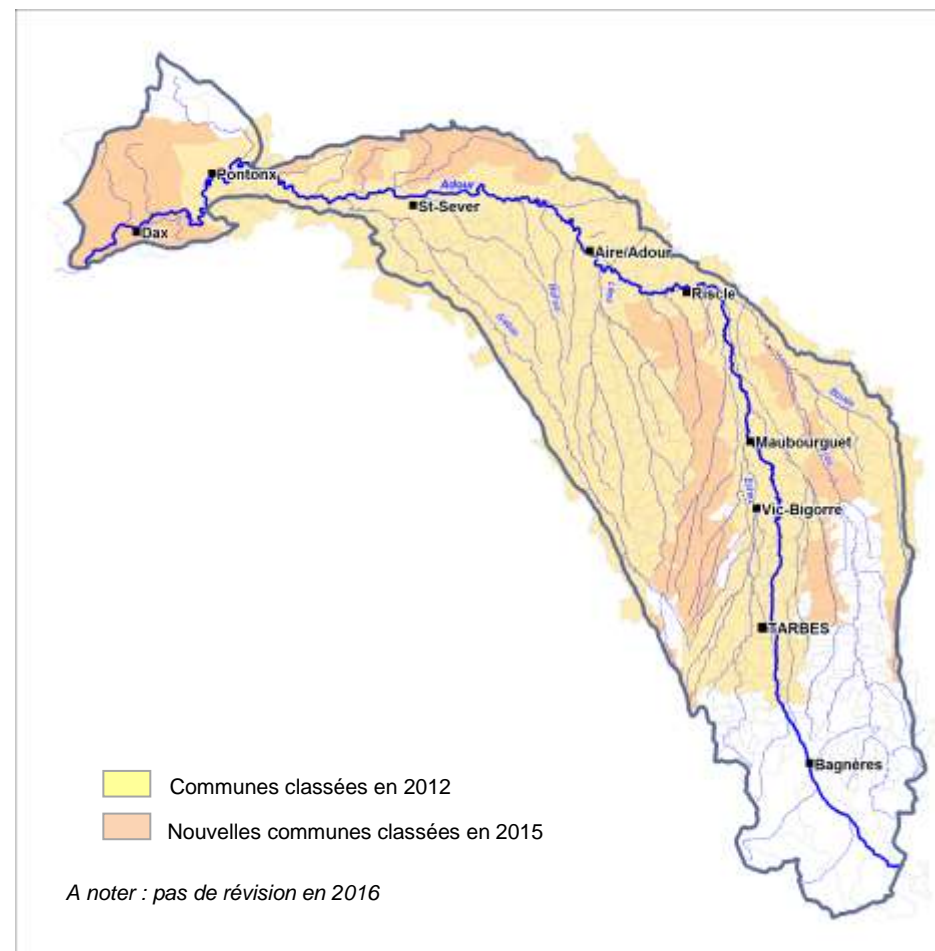 Pontonx
Adour
St-Sever
Dax
Aire/Adour
Riscle
Maubourguet
Vic-Bigorre
TARBES
Bagnères
Communes classées en 2012
Nouvelles communes classées en 2015
A noter : pas de révision en 2016